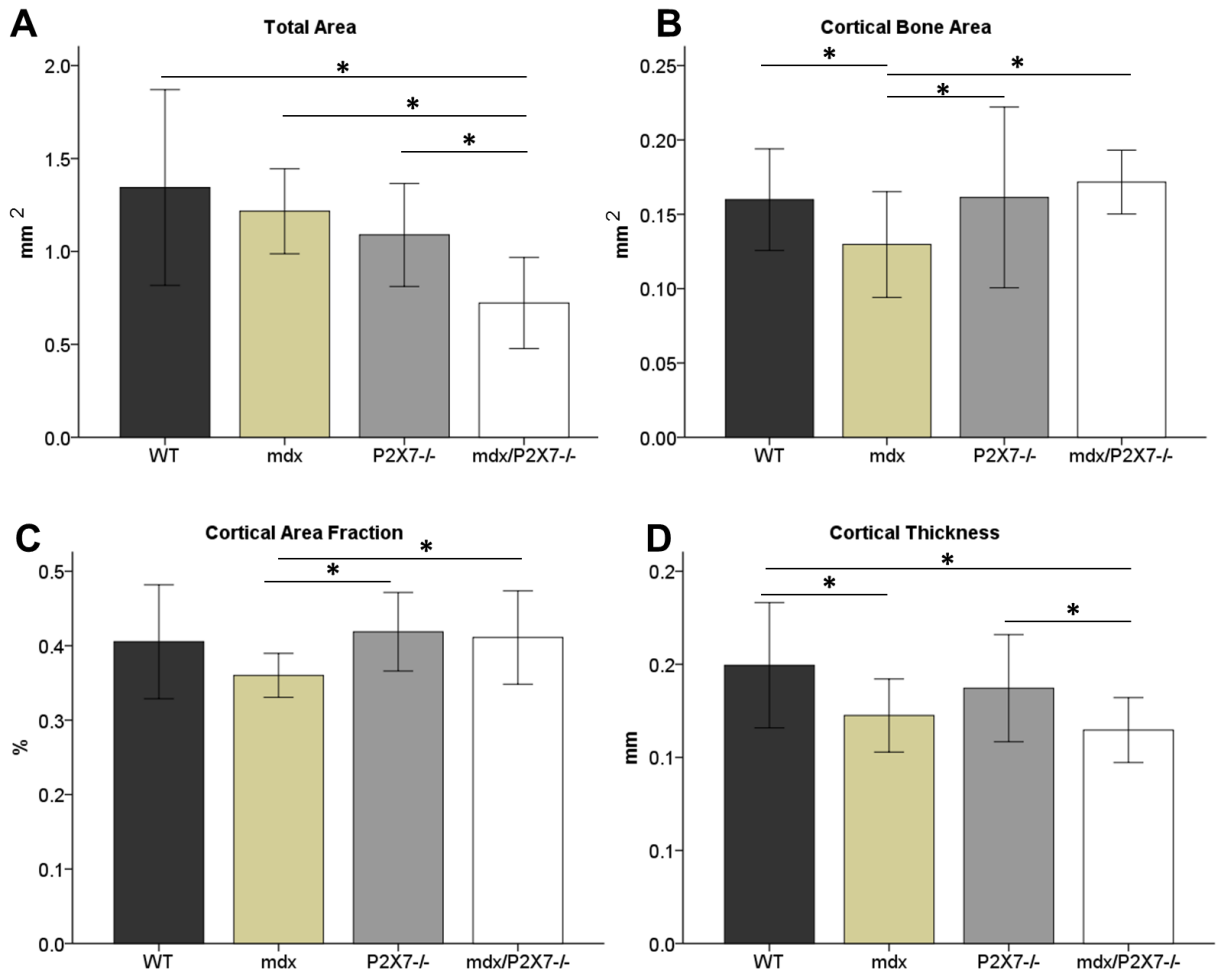 A
Total Area
*
*
*
2.0
1.5
1.0
0.5
0.0
mm 2
WT mdx P2X7-/- mdx/P2X7-/-
B
Cortical Bone Area
*
*
*
0.25
0.20
0.15
0.10
0.05
0.00
mm 2
WT mdx P2X7-/- mdx/P2X7-/-
C
Cortical Area Fraction
*
*
0.5
0.4
0.3
0.2
0.1
0.0
%
WT mdx P2X7-/- mdx/P2X7-/-
D
Cortical Thickness
*
*
*
0.2
0.2
0.1
0.1
0.0
mm
WT mdx P2X7-/- mdx/P2X7-/-